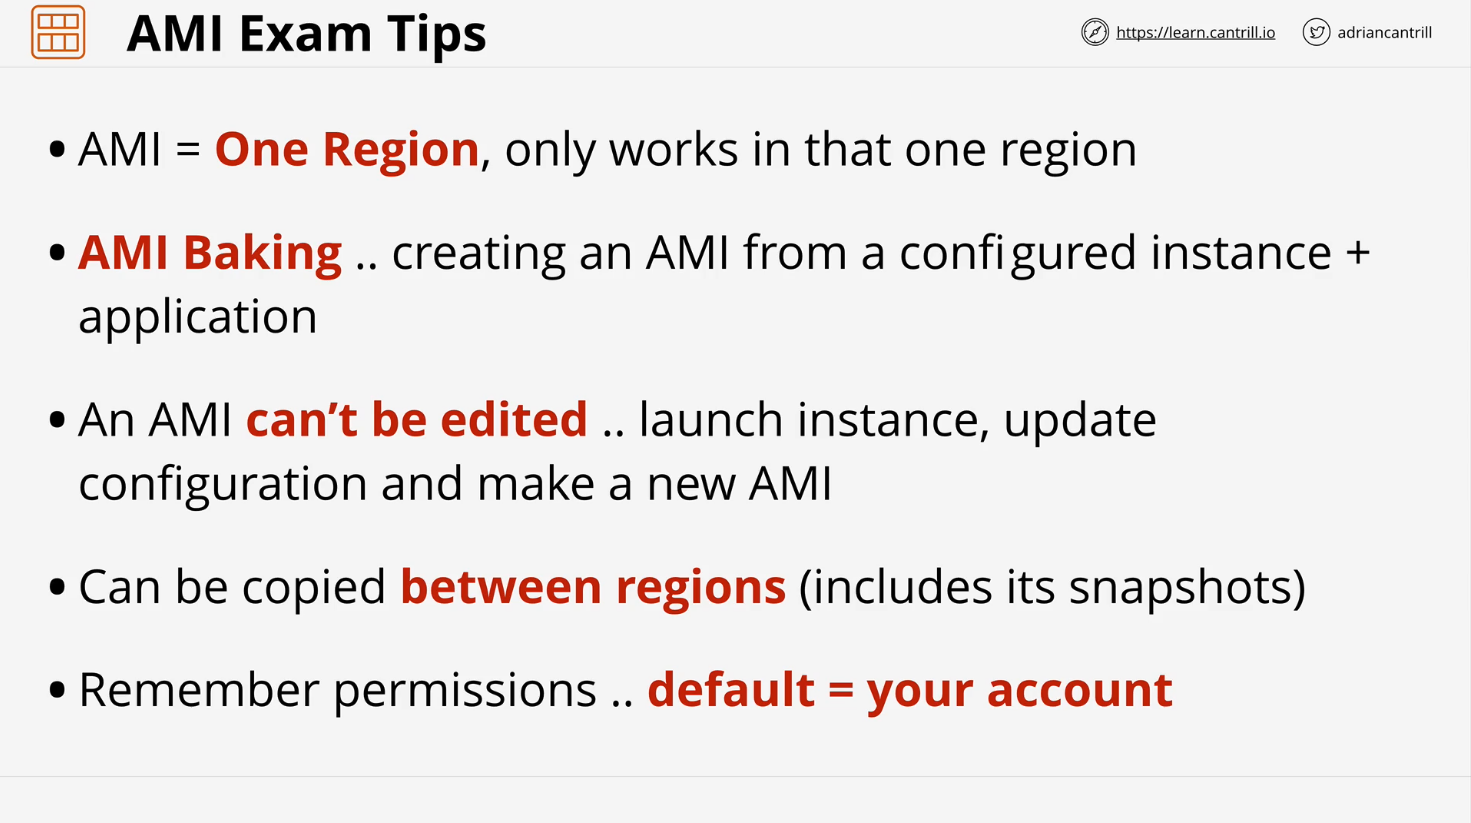 AMI Exam Tips
https://learn.cantrill.io
adriancantrill
• AMI = One Region, only works in that one region
• AMI Baking .. creating an AMI from a configured instance +
application
• An AMI can’t be edited .. launch instance, update
configuration and make a new AMI
• Can be copied between regions (includes its snapshots)
• Remember permissions .. default = your account